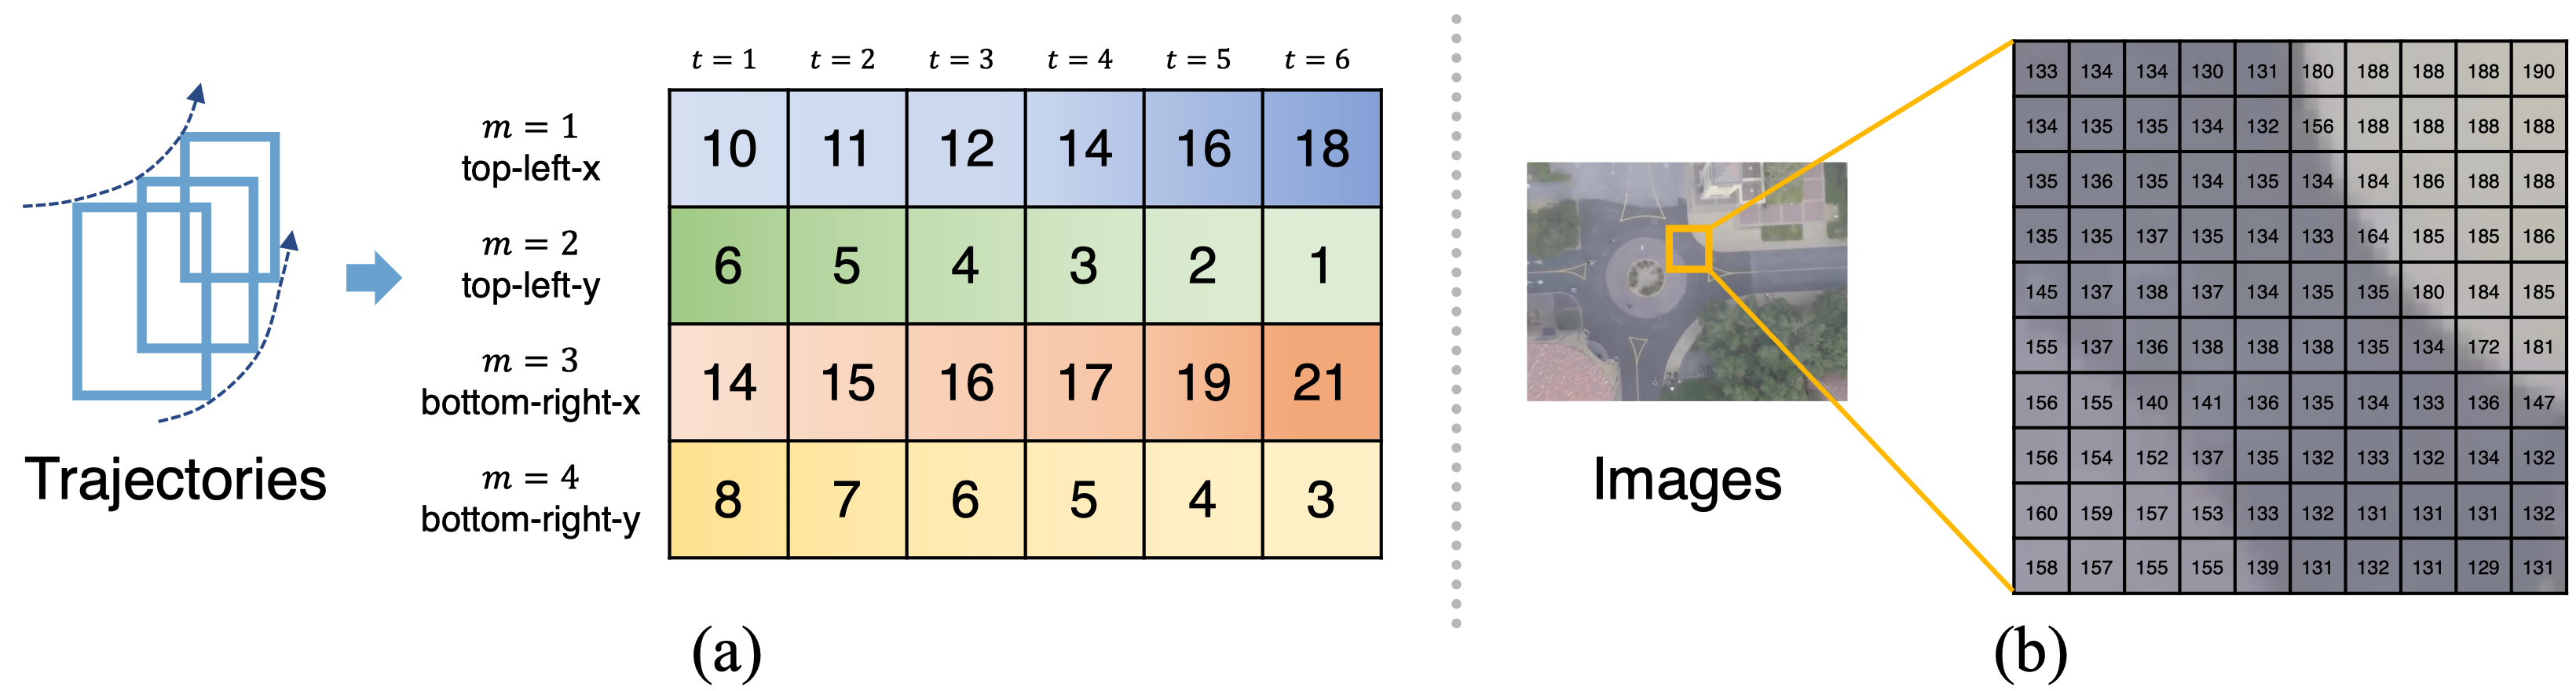 t = 1 t = 2 t = 3 t = 4 t = 5 t = 6
m = 1
top-left-x
10 11 12 14 16 18
m = 2
top-left-y
6 5 4 3 2 1
m = 3
bottom-right-x
14 15 16 17 19 21
m = 4
bottom-right-y
8 7 6 5 4 3
Trajectories
(a)
Images
133 134 134 130 131 180 188 188 188 190
134 135 135 134 132 156 188 188 188 188
135 136 135 134 135 134 184 186 188 188
135 135 137 135 134 133 164 185 185 186
145 137 138 137 134 135 135 180 184 185
155 137 136 138 138 138 135 134 172 181
156 155 140 141 136 135 134 133 136 147
156 154 152 137 135 132 133 132 134 132
160 159 157 153 133 132 131 131 131 132
158 157 155 155 139 131 132 131 129 131
(b)